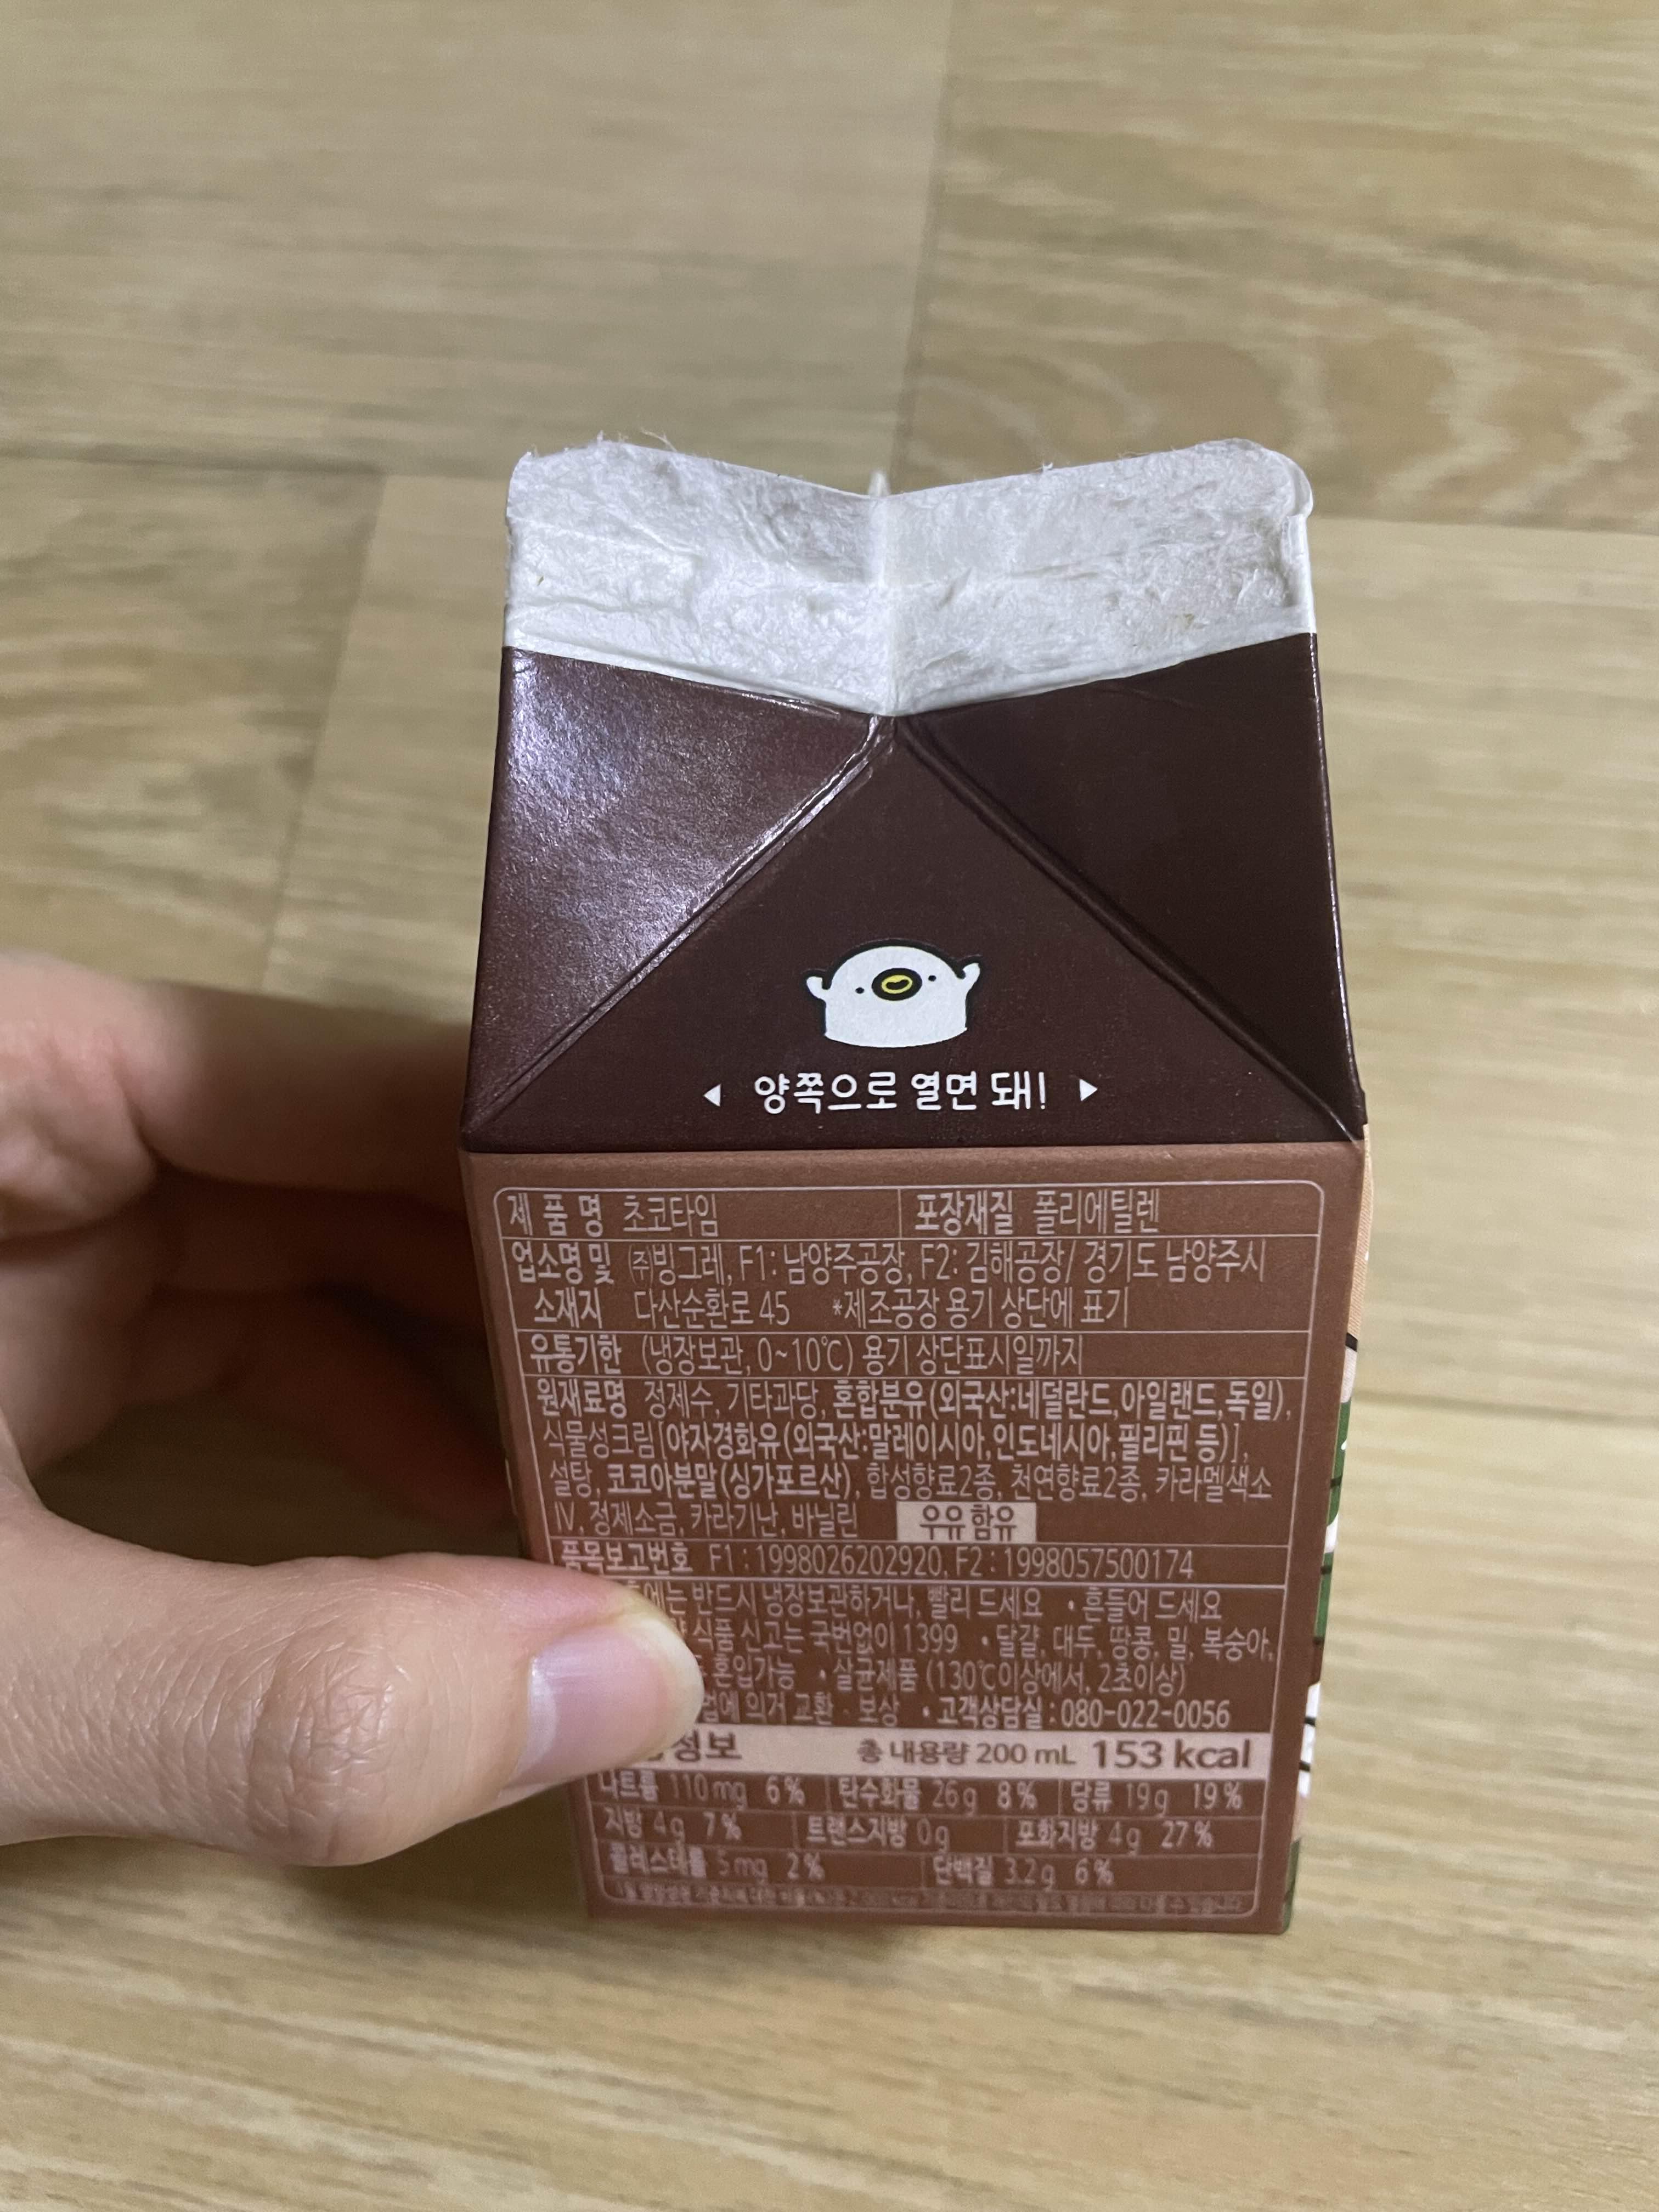 ◀ 양쪽으로 열면 돼! ▶
제 품 명 초코타임 포장재질 폴리에틸렌
업소명 및 ㈜빙그레, F1: 남양주공장, F2: 김해공장/ 경기도 남양주시
소재지 다산순환로 45 *제조공장 용기 상단에 표기
유통기한 (냉장보관, 0~10℃) 용기 상단표시일까지
원재료명 정제수, 기타과당, 혼합분유(외국산:네덜란드,아일랜드,독일),
식물성크림[야자경화유(외국산:말레이시아,인도네시아,필리핀 등)],
설탕, 코코아분말(싱가포르산), 합성향료2종, 천연향료2종, 카라멜색소
IV, 정제소금, 카라기난, 바닐린 우유 함유
품목보고번호 F1 : 1998026202920, F2 : 1998057500174
반드시 냉장보관하거나, 빨리 드세요 • 흔들어 드세요
식품 신고는 국번없이 1399 • 달걀, 대두, 땅콩, 밀, 복숭아,
혼입가능 • 살균제품 (130℃이상에서, 2초이상)
의거 교환 · 보상 • 고객상담실 : 080-022-0056
정보 총 내용량 200 mL 153 kcal
나트륨 110 mg 6 % 탄수화물 26 g 8 % 당류 19 g 19 %
지방 4 g 7 % 트랜스지방 0 g 포화지방 4 g 27 %
콜레스테롤 5 mg 2 % 단백질 3.2 g 6 %